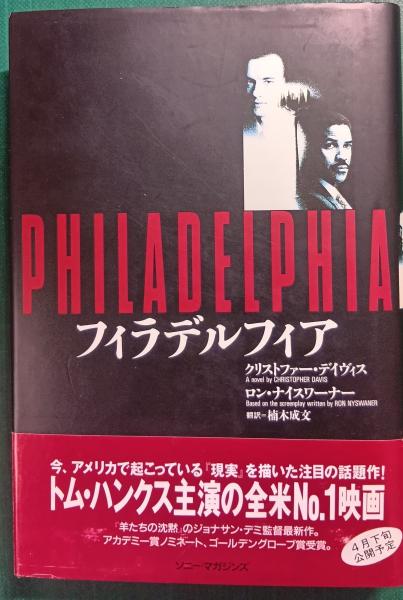 PHILADELPHIA
フィラデルフィア
クリストファー・デイヴィス
A novel by CHRISTOPHER DAVIS
ロン・ナイスワーナー
Based on the screenplay written by RON NYSWANER
翻訳=楠木成文
今、アメリカで起こっている『現実』を描いた注目の話題作!
トム・ハンクス主演の全米No.1映画
『羊たちの沈黙』のジョナサン・デミ監督最新作。
アカデミー賞ノミネート、ゴールデングローブ賞受賞。
4月下旬
公開予定
ソニー・マガジンズ